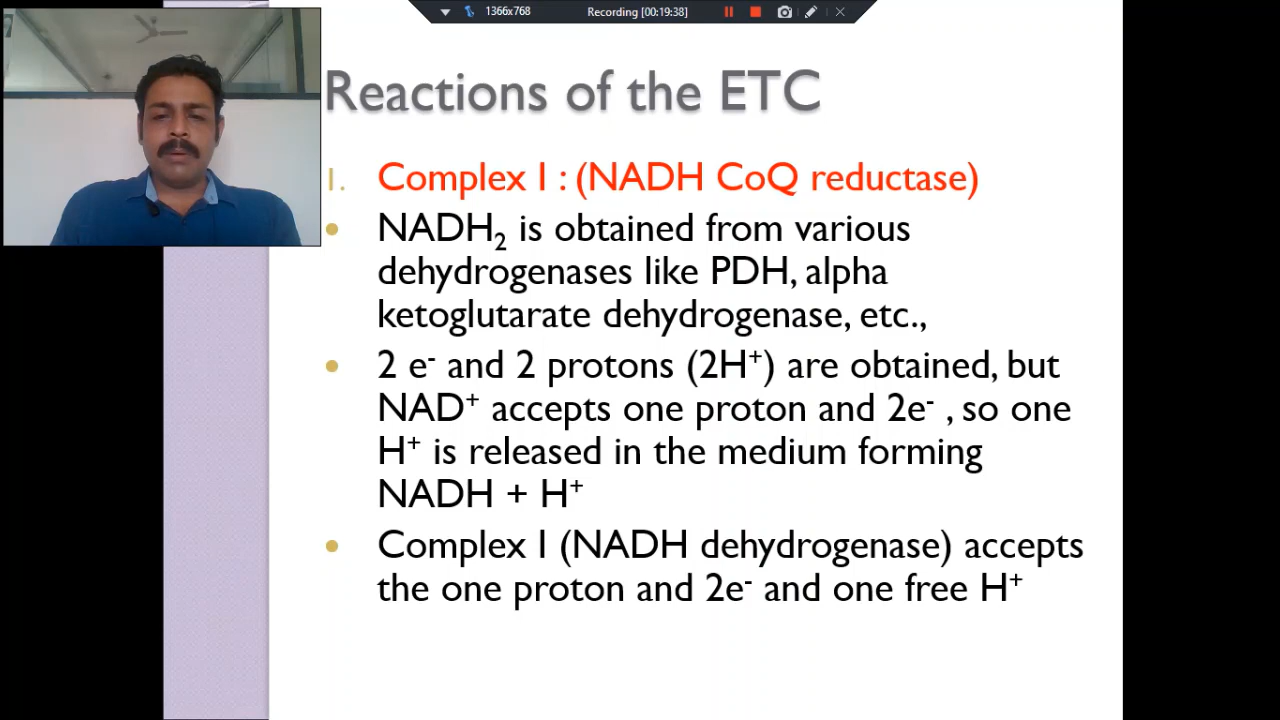 1366x768 Recording [00:19:38]
Reactions of the ETC
1. Complex I : (NADH CoQ reductase)
• NADH₂ is obtained from various
dehydrogenases like PDH, alpha
ketoglutarate dehydrogenase, etc.,
• 2 e⁻ and 2 protons (2H⁺) are obtained, but
NAD⁺ accepts one proton and 2e⁻ , so one
H⁺ is released in the medium forming
NADH + H⁺
• Complex I (NADH dehydrogenase) accepts
the one proton and 2e⁻ and one free H⁺